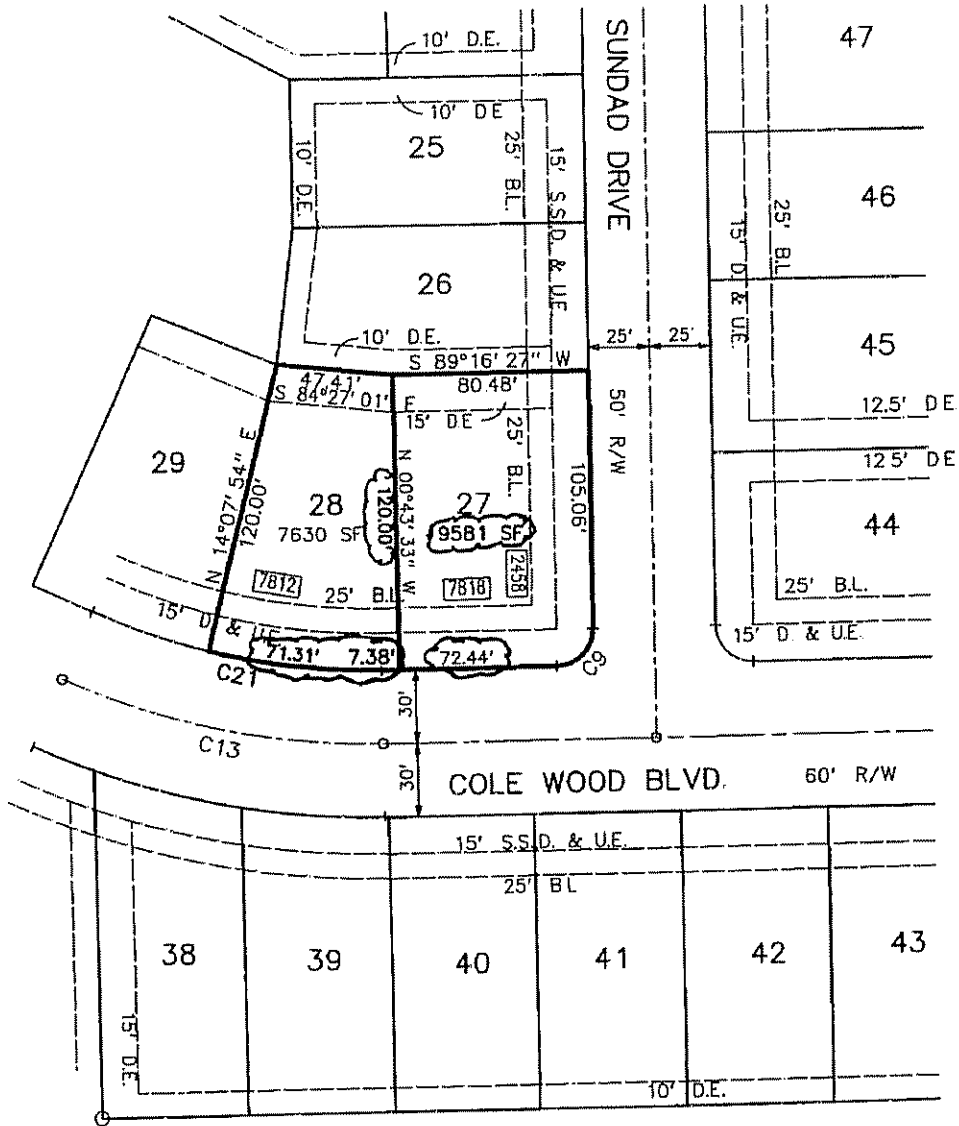 10' D.E.
47
SUNDAD DRIVE
10' D E
25
10' D.E.
25' B.L.
15' S.S.D. & U.E.
46
15' D. & U.E.
25' B.L
26
10' D.E.
25'
25'
45
S 89°16' 27" W
47.41'
80.48'
S 84°27' 01" E
15' D.E
25' B.L.
50' R/W
12.5' D E
12 5' D E
29
N 14°07' 54" E
120.00'
28
7630 SF
120.00'
N 00°43' 33" W
27
9581 SF
105.06'
44
7812
25' B.L.
7818
2458
25' B.L.
15' D. & U.E.
15' D. & U.E.
71.31'
7.38'
72.44'
C9
C21
30'
C13
30'
COLE WOOD BLVD.
60' R/W
15' S.S.D. & U.E.
25' B L
38
39
40
41
42
43
15' D.E.
10' D.E.